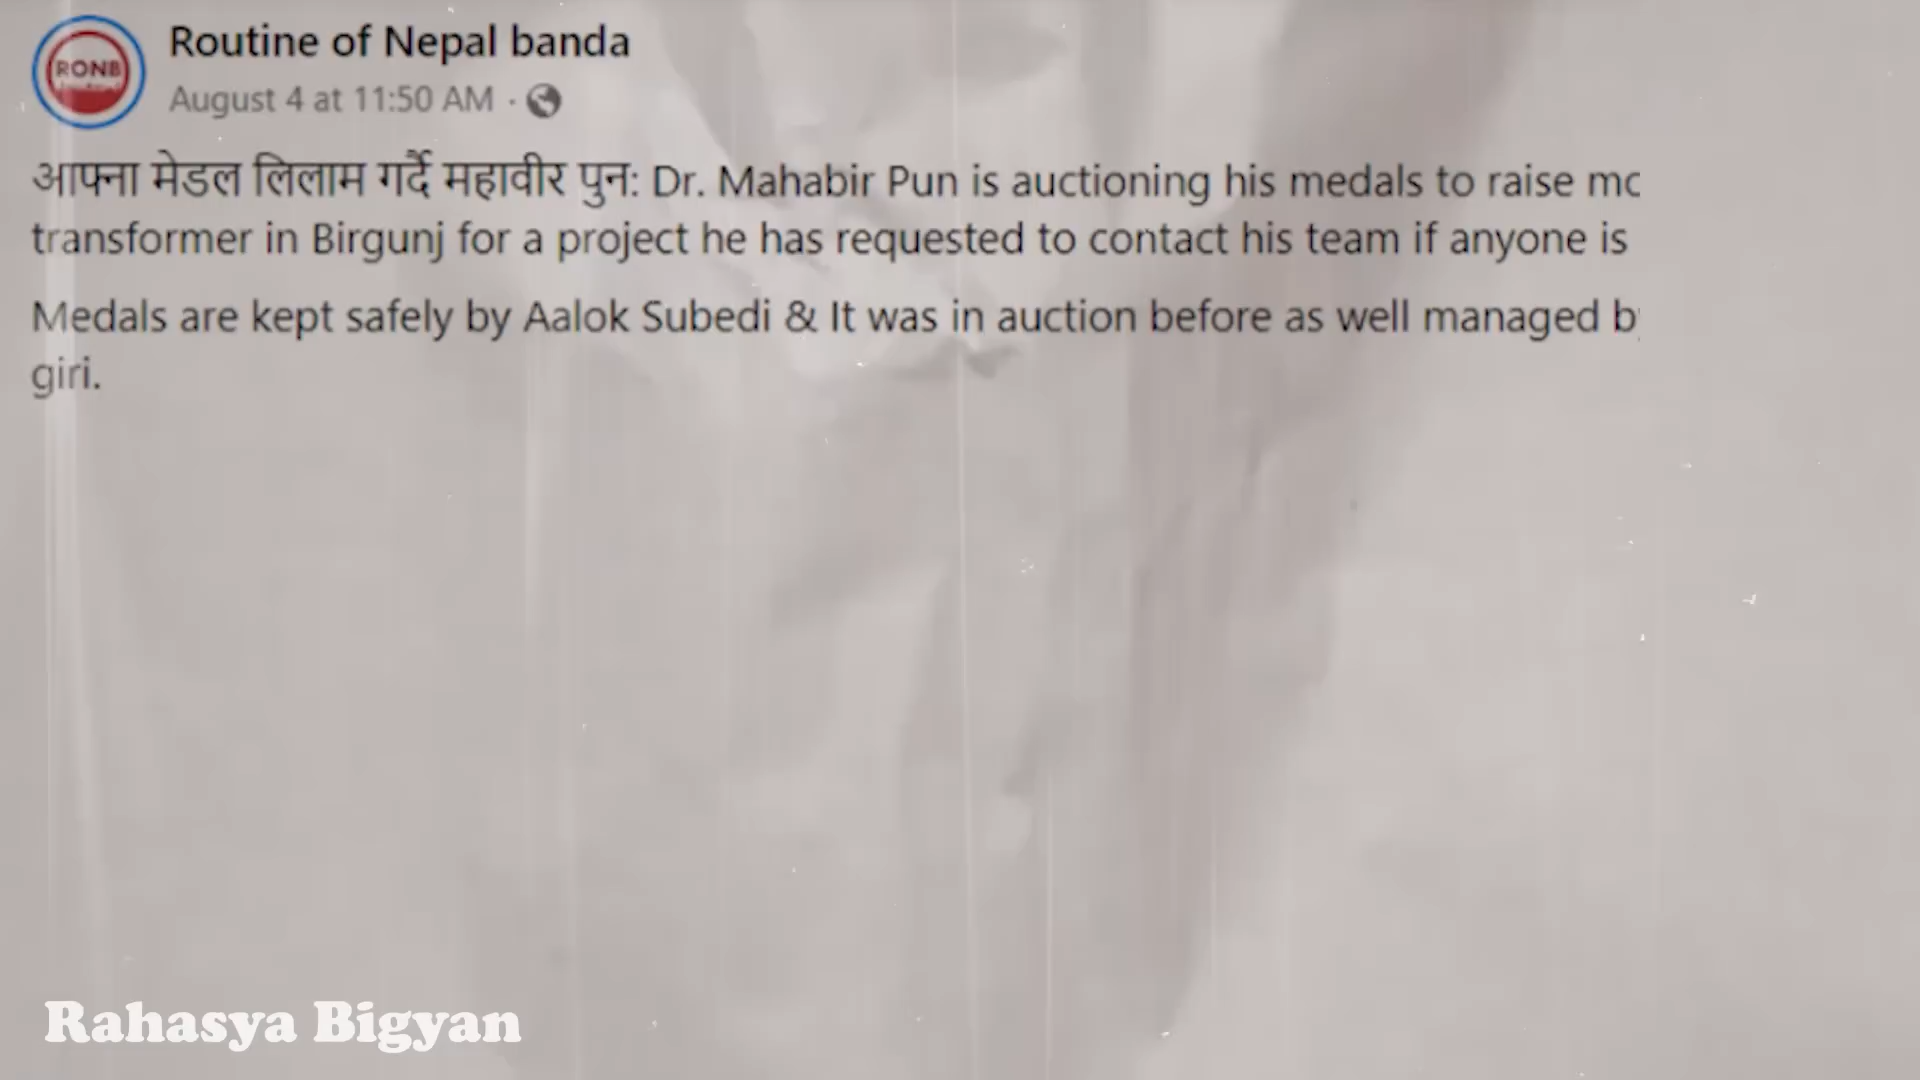 RONB
Routine of Nepal banda
August 4 at 11:50 AM ·
आफ्ना मेडल लिलाम गर्दै महावीर पुन: Dr. Mahabir Pun is auctioning his medals to raise
transformer in Birgunj for a project he has requested to contact his team if anyone is
Medals are kept safely by Aalok Subedi & It was in auction before as well managed
giri.
Rahasya Bigyan